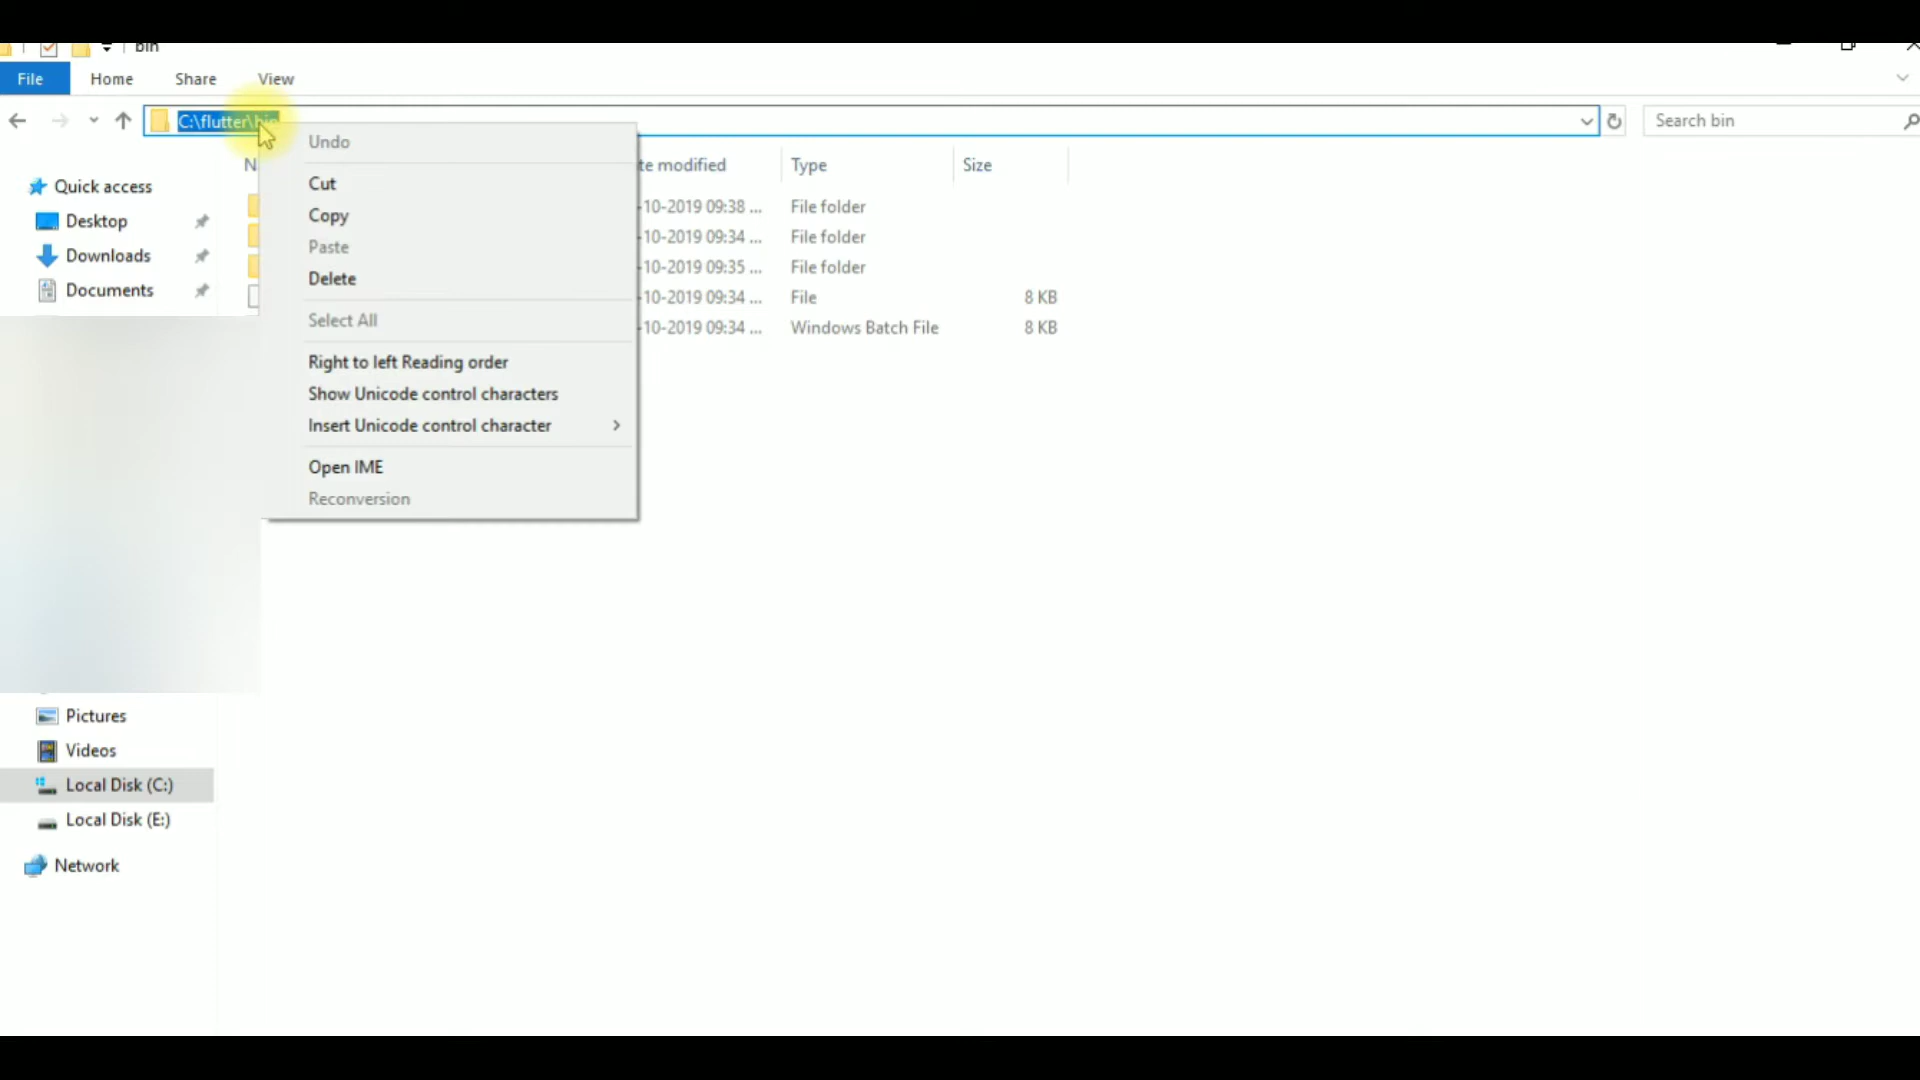 bin
File Home Share View
C:\flutter\bin
Search bin
Undo
Cut
Copy
Paste
Delete
Select All
Right to left Reading order
Show Unicode control characters
Insert Unicode control character
Open IME
Reconversion
Type Size
modified
-10-2019 09:38 ... File folder
-10-2019 09:34 ... File folder
-10-2019 09:35 ... File folder
-10-2019 09:34 ... File 8 KB
-10-2019 09:34 ... Windows Batch File 8 KB
Quick access
Desktop
Downloads
Documents
Pictures
Videos
Local Disk (C:)
Local Disk (E:)
Network